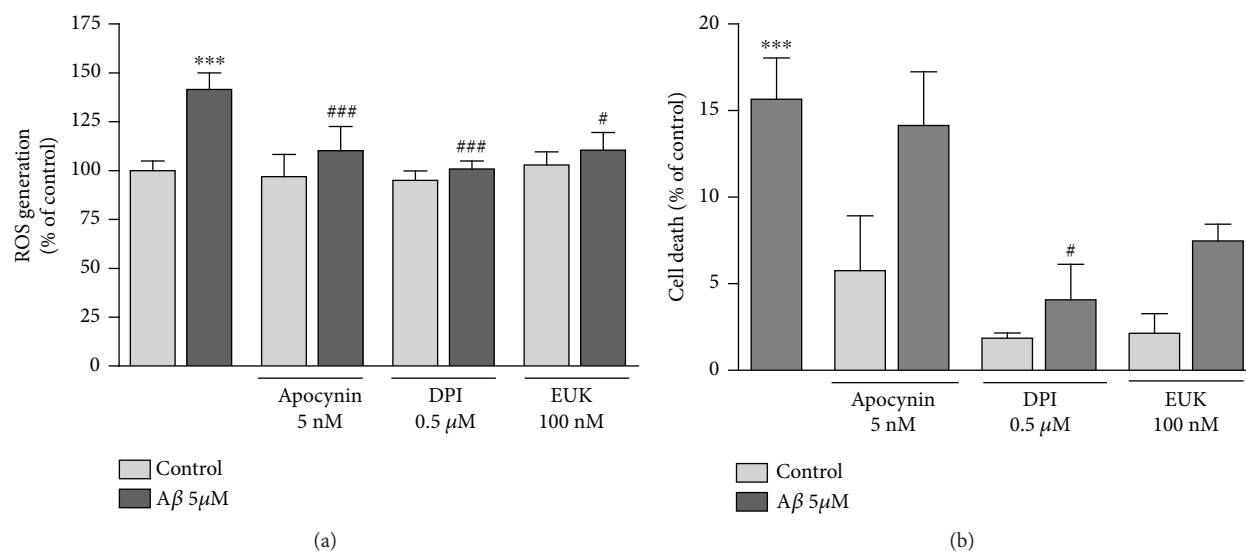 175
150
125
100
75
50
25
0
ROS generation
(% of control)
***
###
###
#
Apocynin
5 nM
DPI
0.5 μM
EUK
100 nM
Control
Aβ 5μM
(a)
20
15
10
5
0
Cell death (% of control)
***
#
Apocynin
5 nM
DPI
0.5 μM
EUK
100 nM
Control
Aβ 5μM
(b)